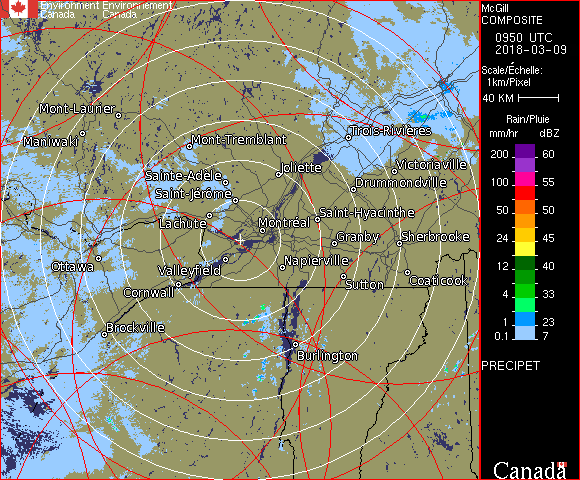 Environment Environnement
Canada Canada
McGill
COMPOSITE
0950 UTC
2018-03-09
Scale/Échelle:
1km/Pixel
40 KM
Rain/Pluie
mm/hr dBZ
200 60
100 55
50 50
24 45
12 40
4 33
1 23
0.1 7
PRECIPET
Canada
Mont-Laurier
Maniwaki
Mont-Tremblant
Trois-Rivières
Sainte-Adèle
Joliette
Victoriaville
Saint-Jérôme
Drummondville
Lachute
Montréal
Saint-Hyacinthe
Granby
Sherbrooke
Ottawa
Valleyfield
Napierville
Cornwall
Sutton
Coaticook
Brockville
Burlington